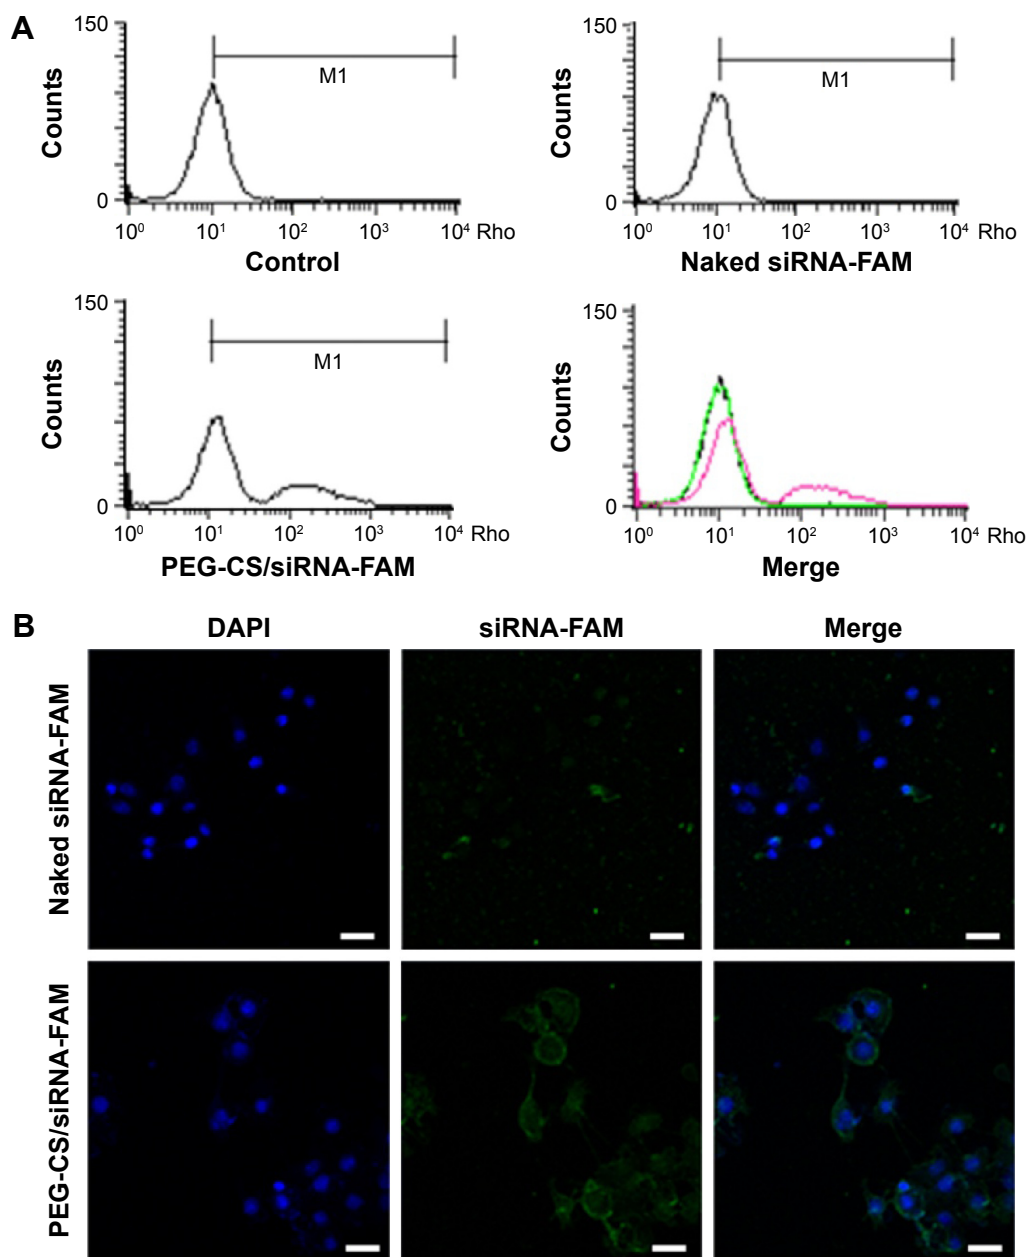 A
150
Counts
M1
0
10⁰ 10¹ 10² 10³ 10⁴ Rho
Control
150
Counts
M1
0
10⁰ 10¹ 10² 10³ 10⁴ Rho
Naked siRNA-FAM
150
Counts
M1
0
10⁰ 10¹ 10² 10³ 10⁴ Rho
PEG-CS/siRNA-FAM
150
Counts
0
10⁰ 10¹ 10² 10³ 10⁴ Rho
Merge
B
DAPI siRNA-FAM Merge
Naked siRNA-FAM
PEG-CS/siRNA-FAM